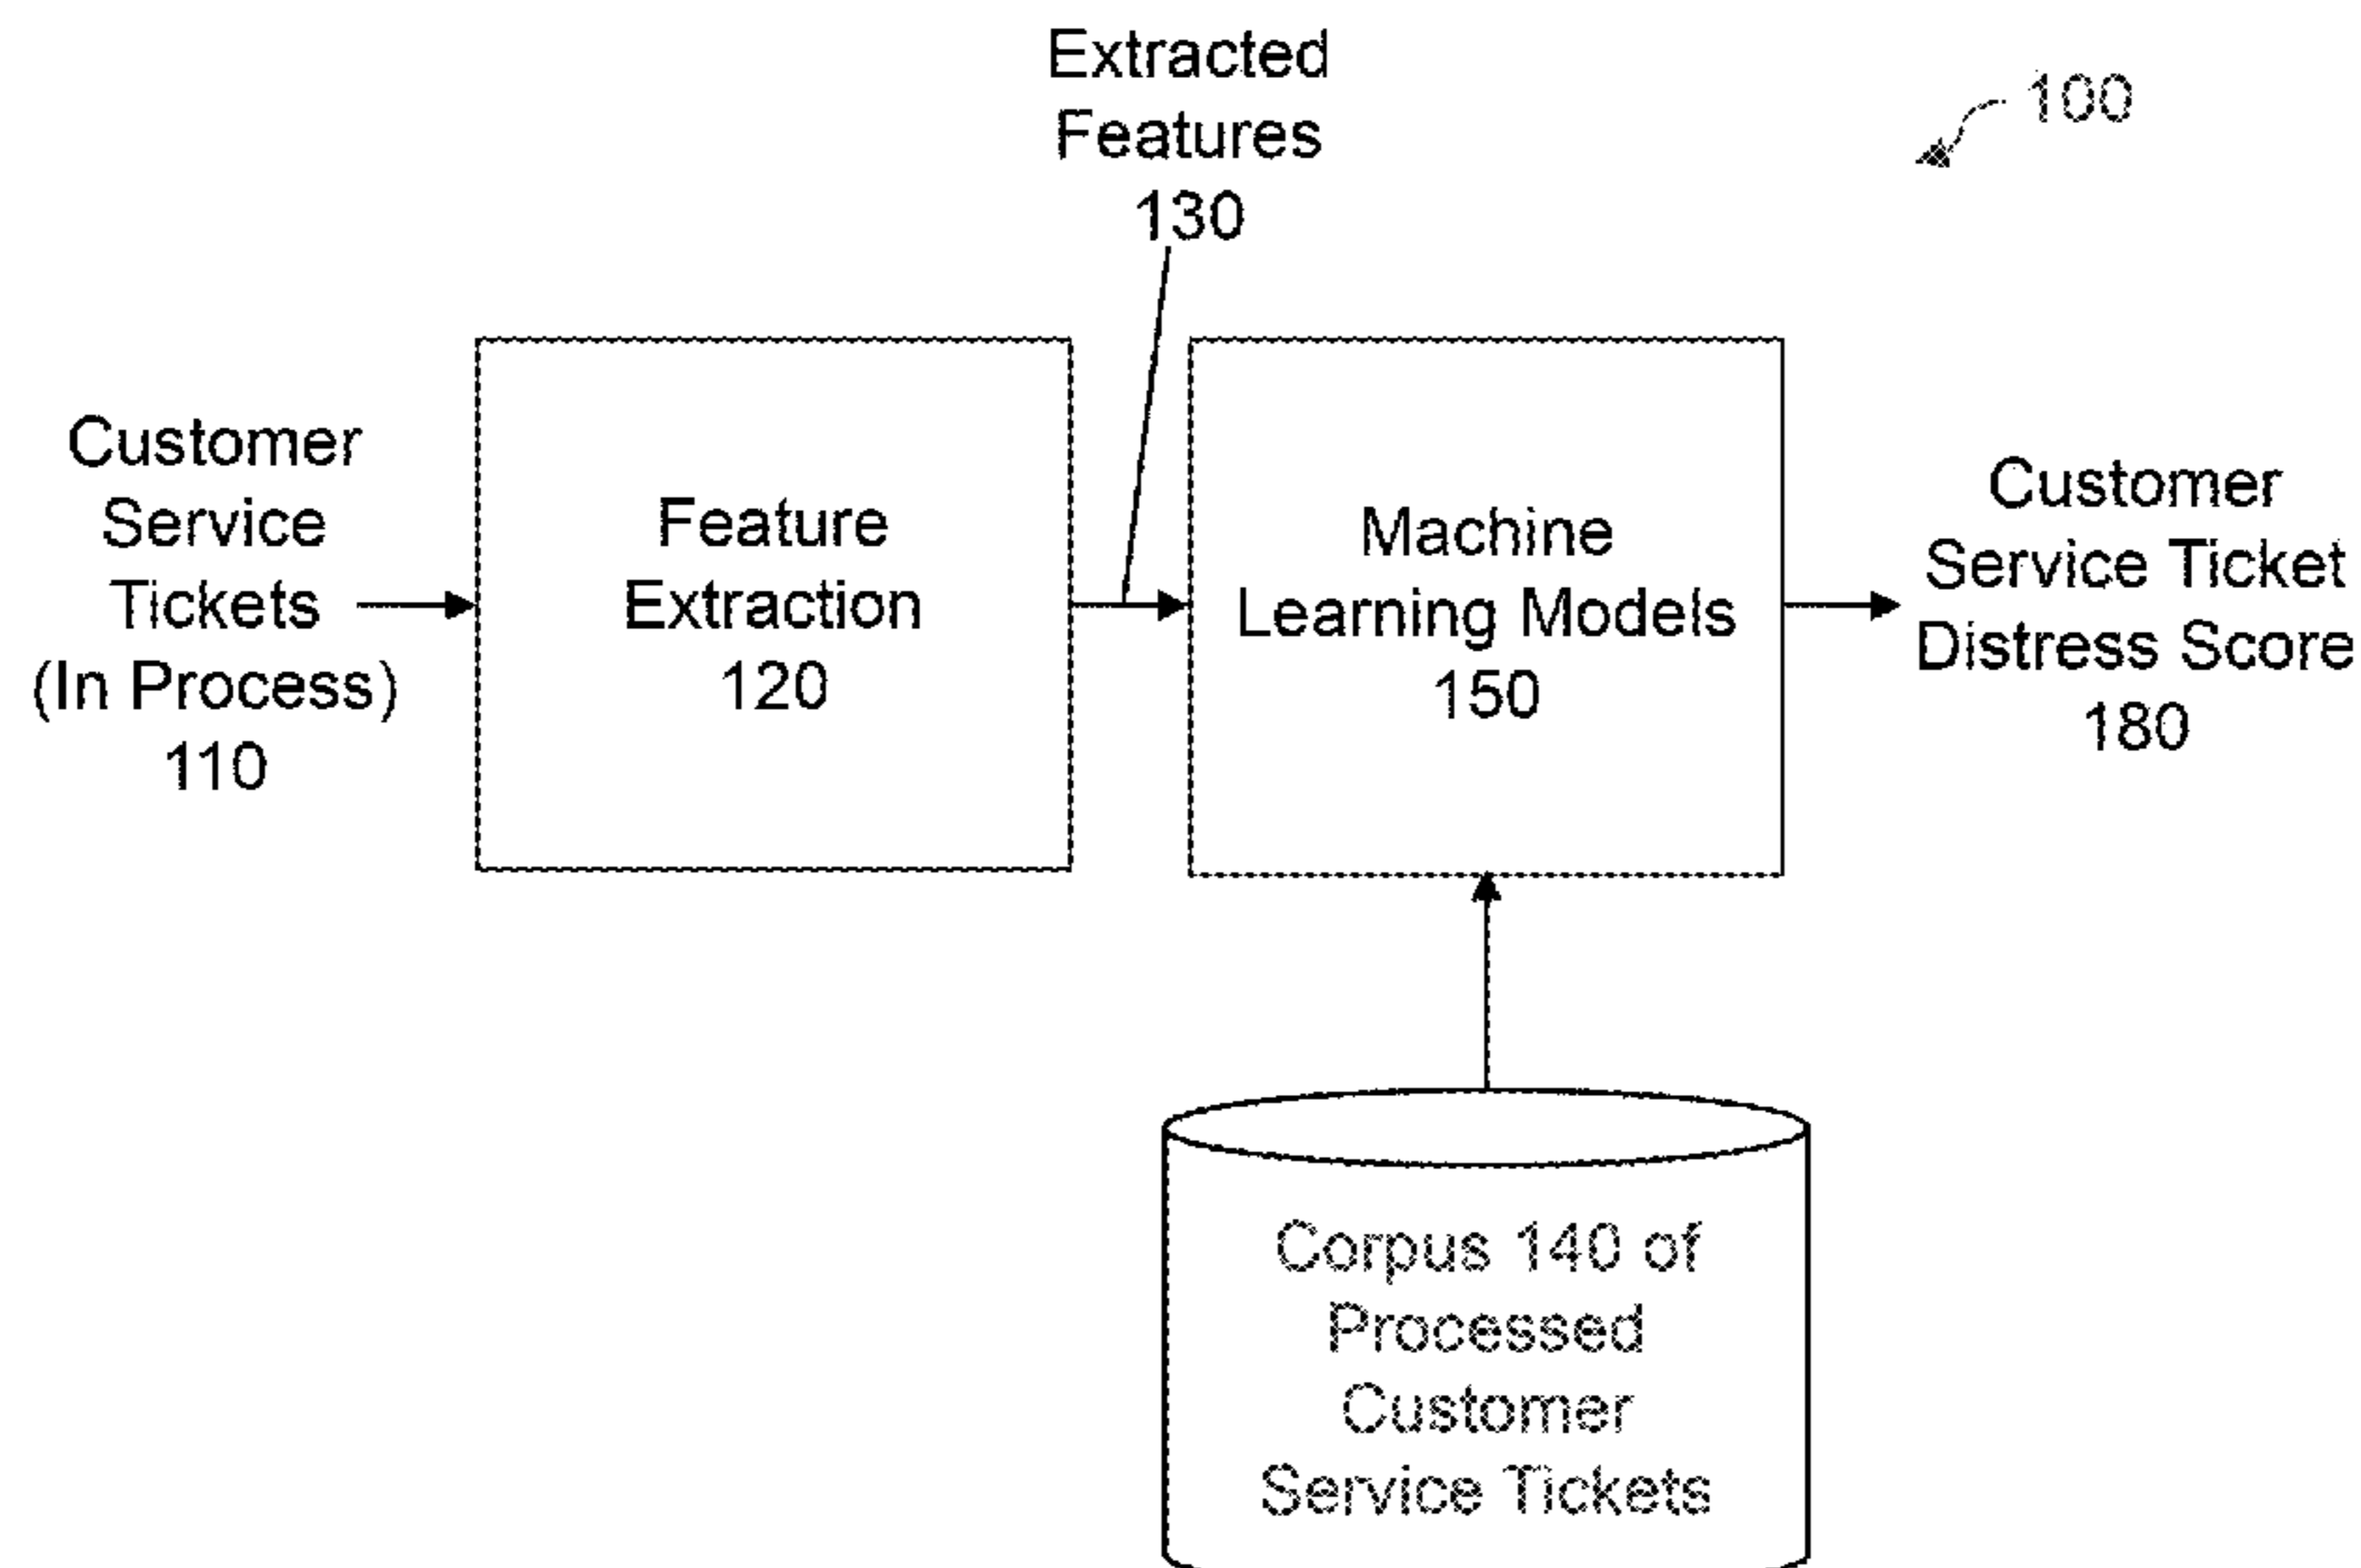 Extracted
Features
130
100
Customer
Service
Tickets
(In Process)
110
Feature
Extraction
120
Machine
Learning Models
150
Customer
Service Ticket
Distress Score
180
Corpus 140 of
Processed
Customer
Service Tickets